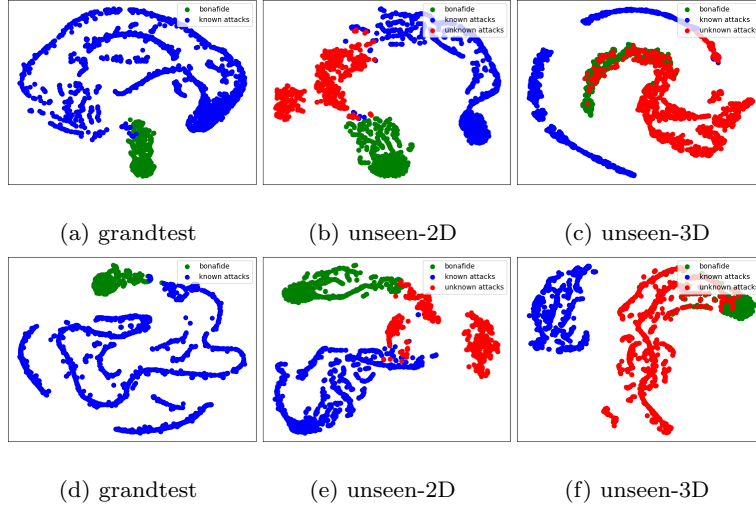 bonafide
known attacks
bonafide
known attacks
unknown attacks
bonafide
known attacks
unknown attacks
(a) grandtest
(b) unseen-2D
(c) unseen-3D
bonafide
known attacks
bonafide
known attacks
unknown attacks
bonafide
known attacks
unknown attacks
(d) grandtest
(e) unseen-2D
(f) unseen-3D